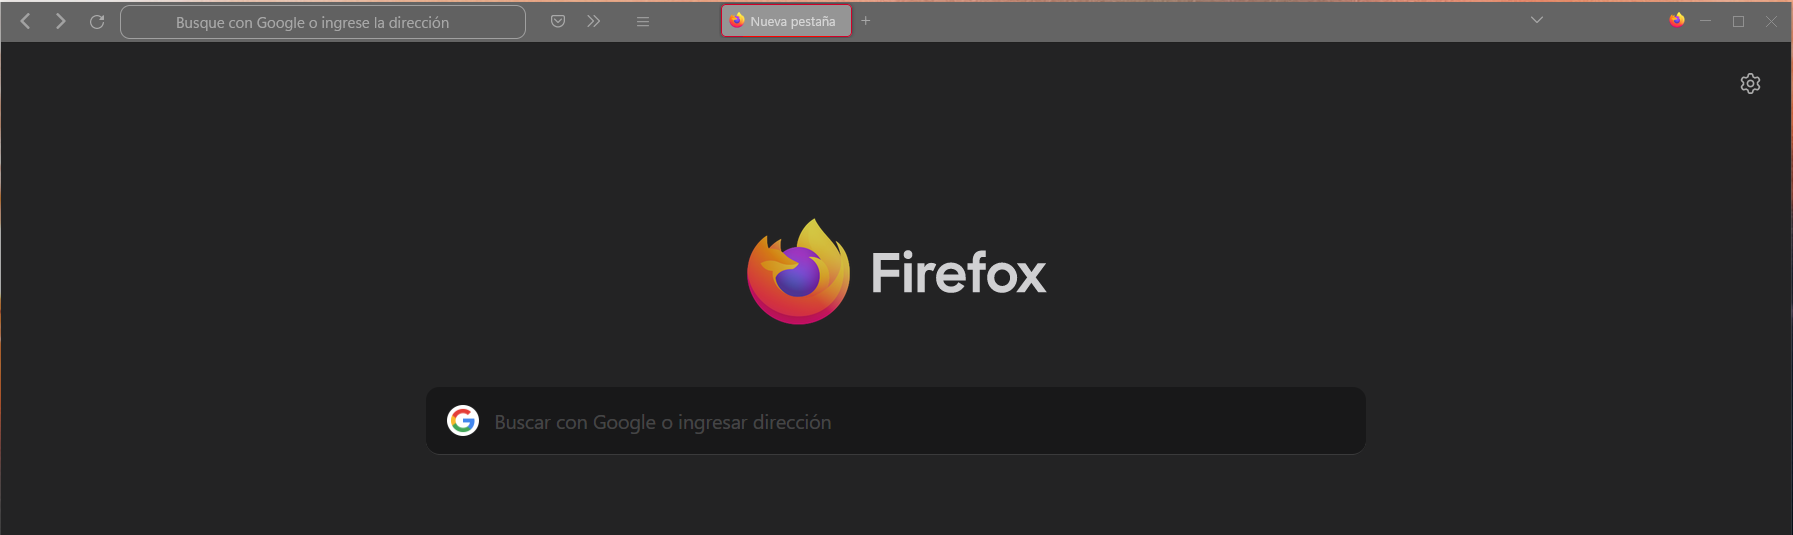 Busque con Google o ingrese la dirección
Nueva pestaña
Firefox
Buscar con Google o ingresar dirección